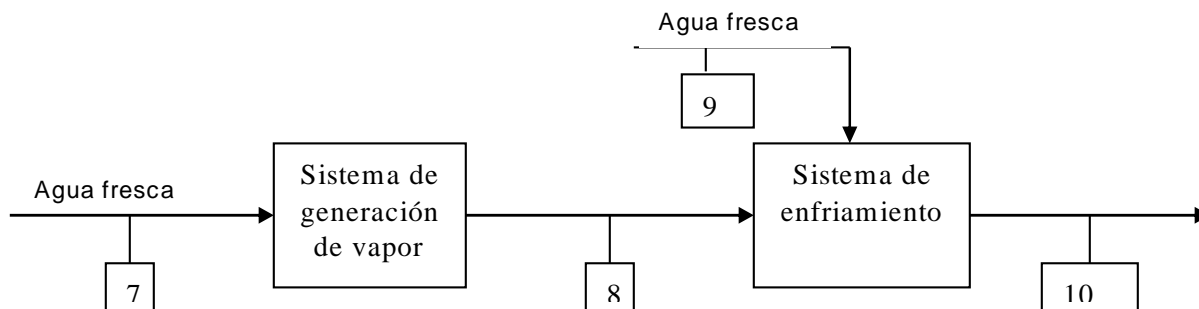 Agua fresca
9
Agua fresca
Sistema de
generación
de vapor
Sistema de
enfriamiento
7
8
10